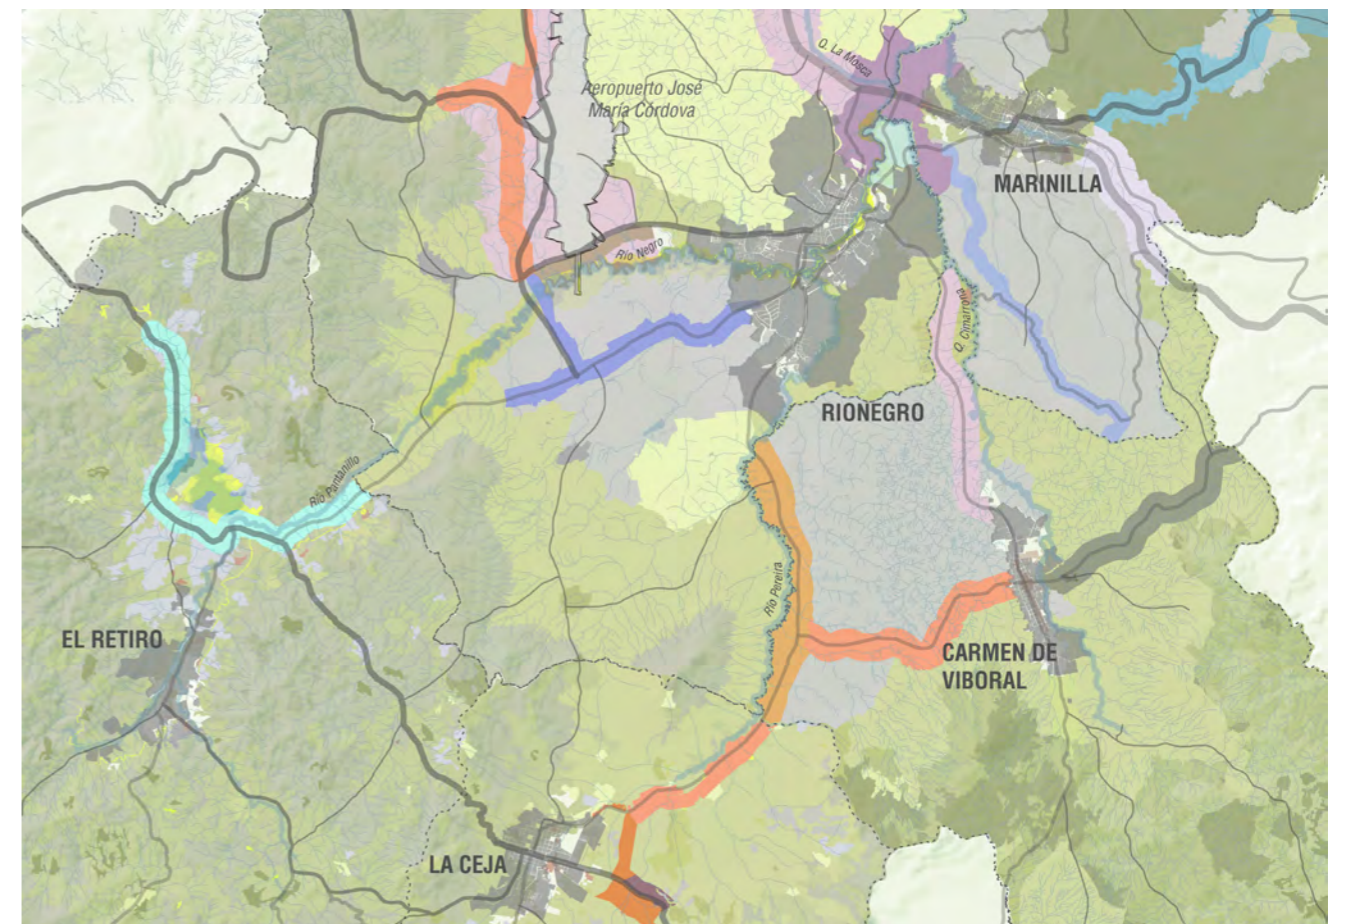 Q. La Mosca
Aeropuerto José
María Córdova
MARINILLA
Río Negro
Q. Cimarrona
RIONEGRO
Río Pantanillo
Río Pereira
EL RETIRO
CARMEN DE
VIBORAL
LA CEJA